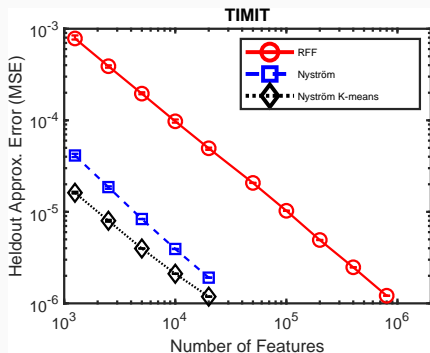 TIMIT
RFF
Nyström
Nyström K-means
Heldout Approx. Error (MSE)
10^-3
10^-4
10^-5
10^-6
10^3
10^4
10^5
10^6
Number of Features